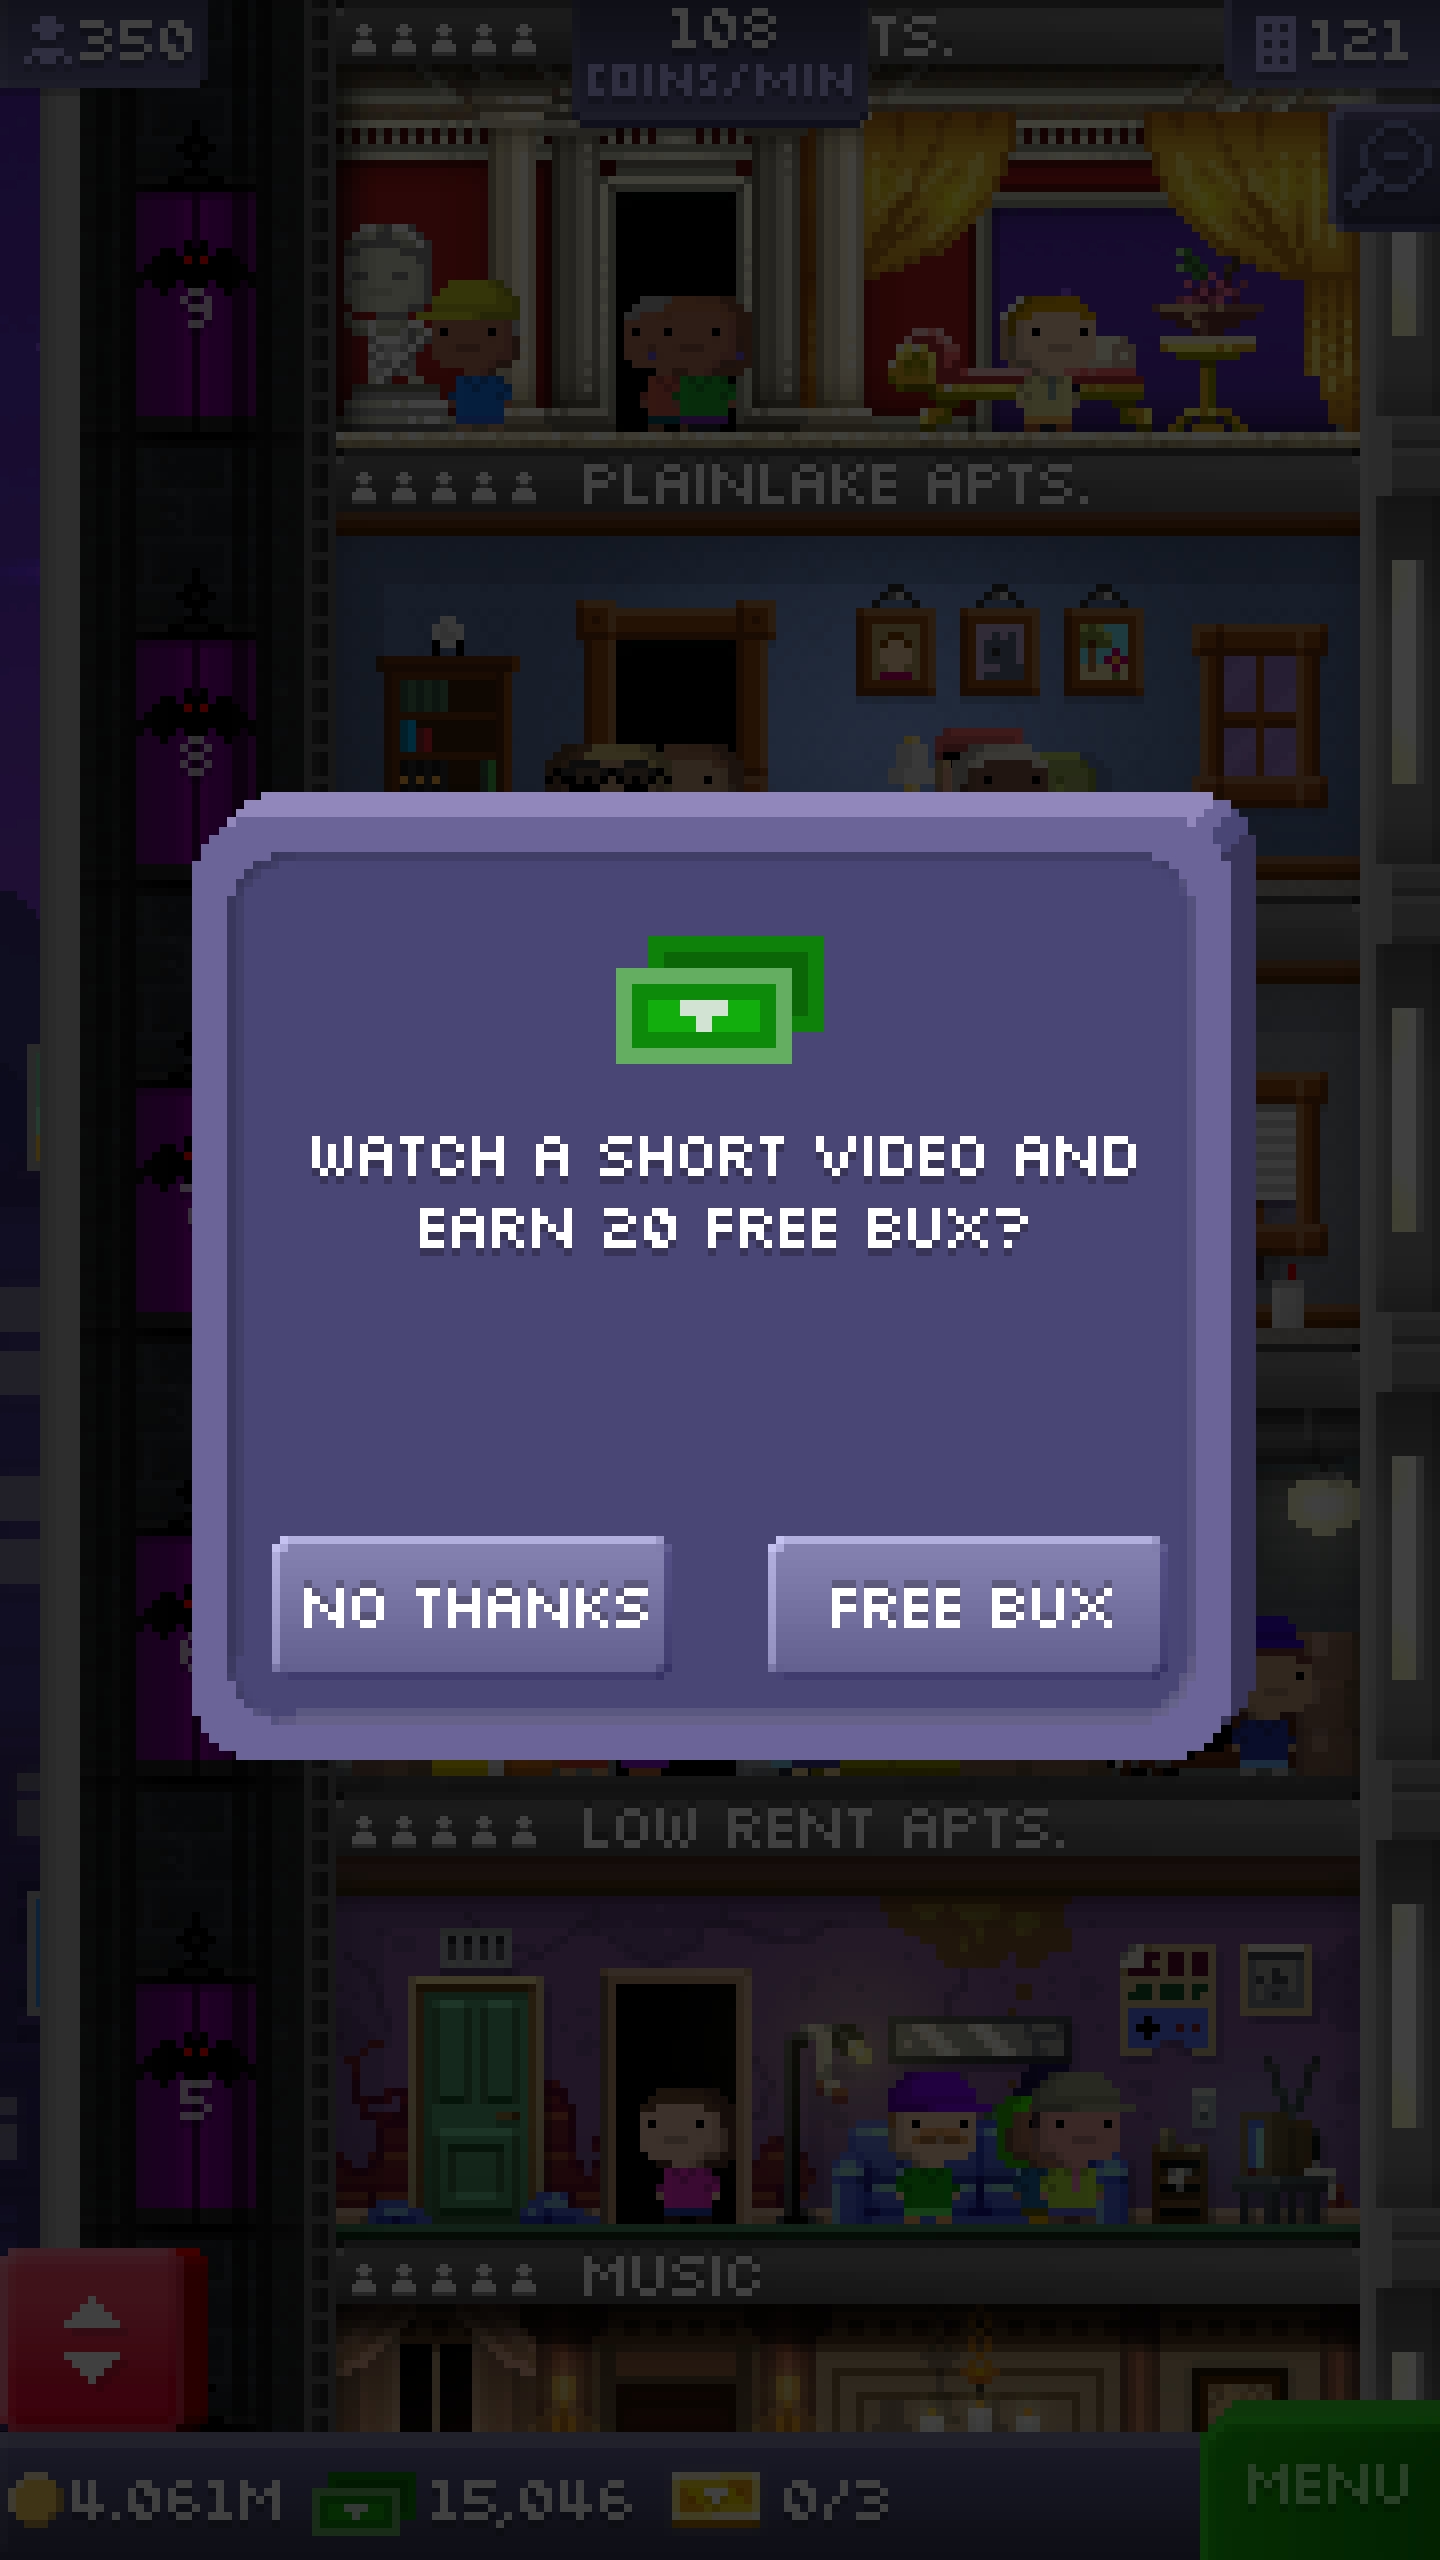 350
108
COINS/MIN
TS.
121
9
PLAINLAKE APTS.
8
WATCH A SHORT VIDEO AND
EARN 20 FREE BUX?
NO THANKS
FREE BUX
LOW RENT APTS.
5
MUSIC
4.061M
15,046
0/3
MENU